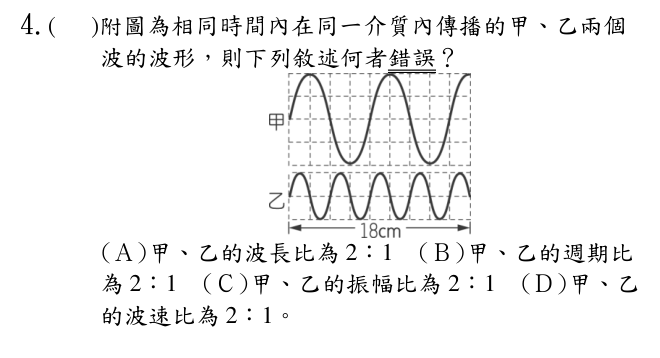 4.(　　)附圖為相同時間內在同一介質內傳播的甲、乙兩個
波的波形，則下列敘述何者錯誤？
甲
乙
18cm
(A)甲、乙的波長比為2：1　(B)甲、乙的週期比
為2：1　(C)甲、乙的振幅比為2：1　(D)甲、乙
的波速比為2：1。